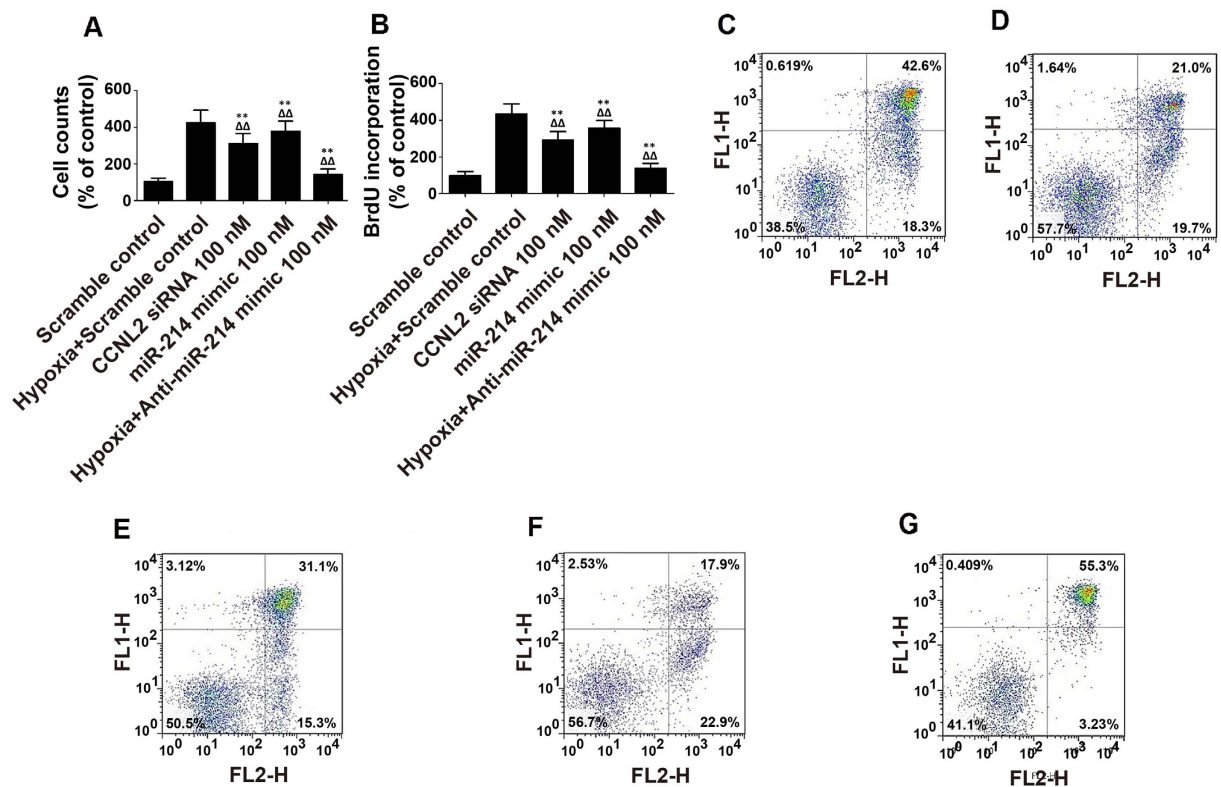 A
Cell counts
(% of control)
600
400
200
0
**
ΔΔ
**
ΔΔ
**
ΔΔ
Scramble control
Hypoxia+Scramble control
CCNL2 siRNA 100 nM
miR-214 mimic 100 nM
Hypoxia+Anti-miR-214 mimic 100 nM
B
BrdU incorporation
(% of control)
600
400
200
0
**
ΔΔ
**
ΔΔ
**
ΔΔ
Scramble control
Hypoxia+Scramble control
CCNL2 siRNA 100 nM
miR-214 mimic 100 nM
Hypoxia+Anti-miR-214 mimic 100 nM
C
FL1-H
10⁴
10³
10²
10¹
10⁰
0.619% 42.6%
38.5% 18.3%
10⁰ 10¹ 10² 10³ 10⁴
FL2-H
D
FL1-H
10⁴
10³
10²
10¹
10⁰
1.64% 21.0%
57.7% 19.7%
10⁰ 10¹ 10² 10³ 10⁴
FL2-H
E
FL1-H
10⁴
10³
10²
10¹
10⁰
3.12% 31.1%
50.5% 15.3%
10⁰ 10¹ 10² 10³ 10⁴
FL2-H
F
FL1-H
10⁴
10³
10²
10¹
10⁰
2.53% 17.9%
56.7% 22.9%
10⁰ 10¹ 10² 10³ 10⁴
FL2-H
G
FL1-H
10⁴
10³
10²
10¹
10⁰
0.409% 55.3%
41.1% 3.23%
10⁰ 10¹ 10² 10³ 10⁴
FL2-H